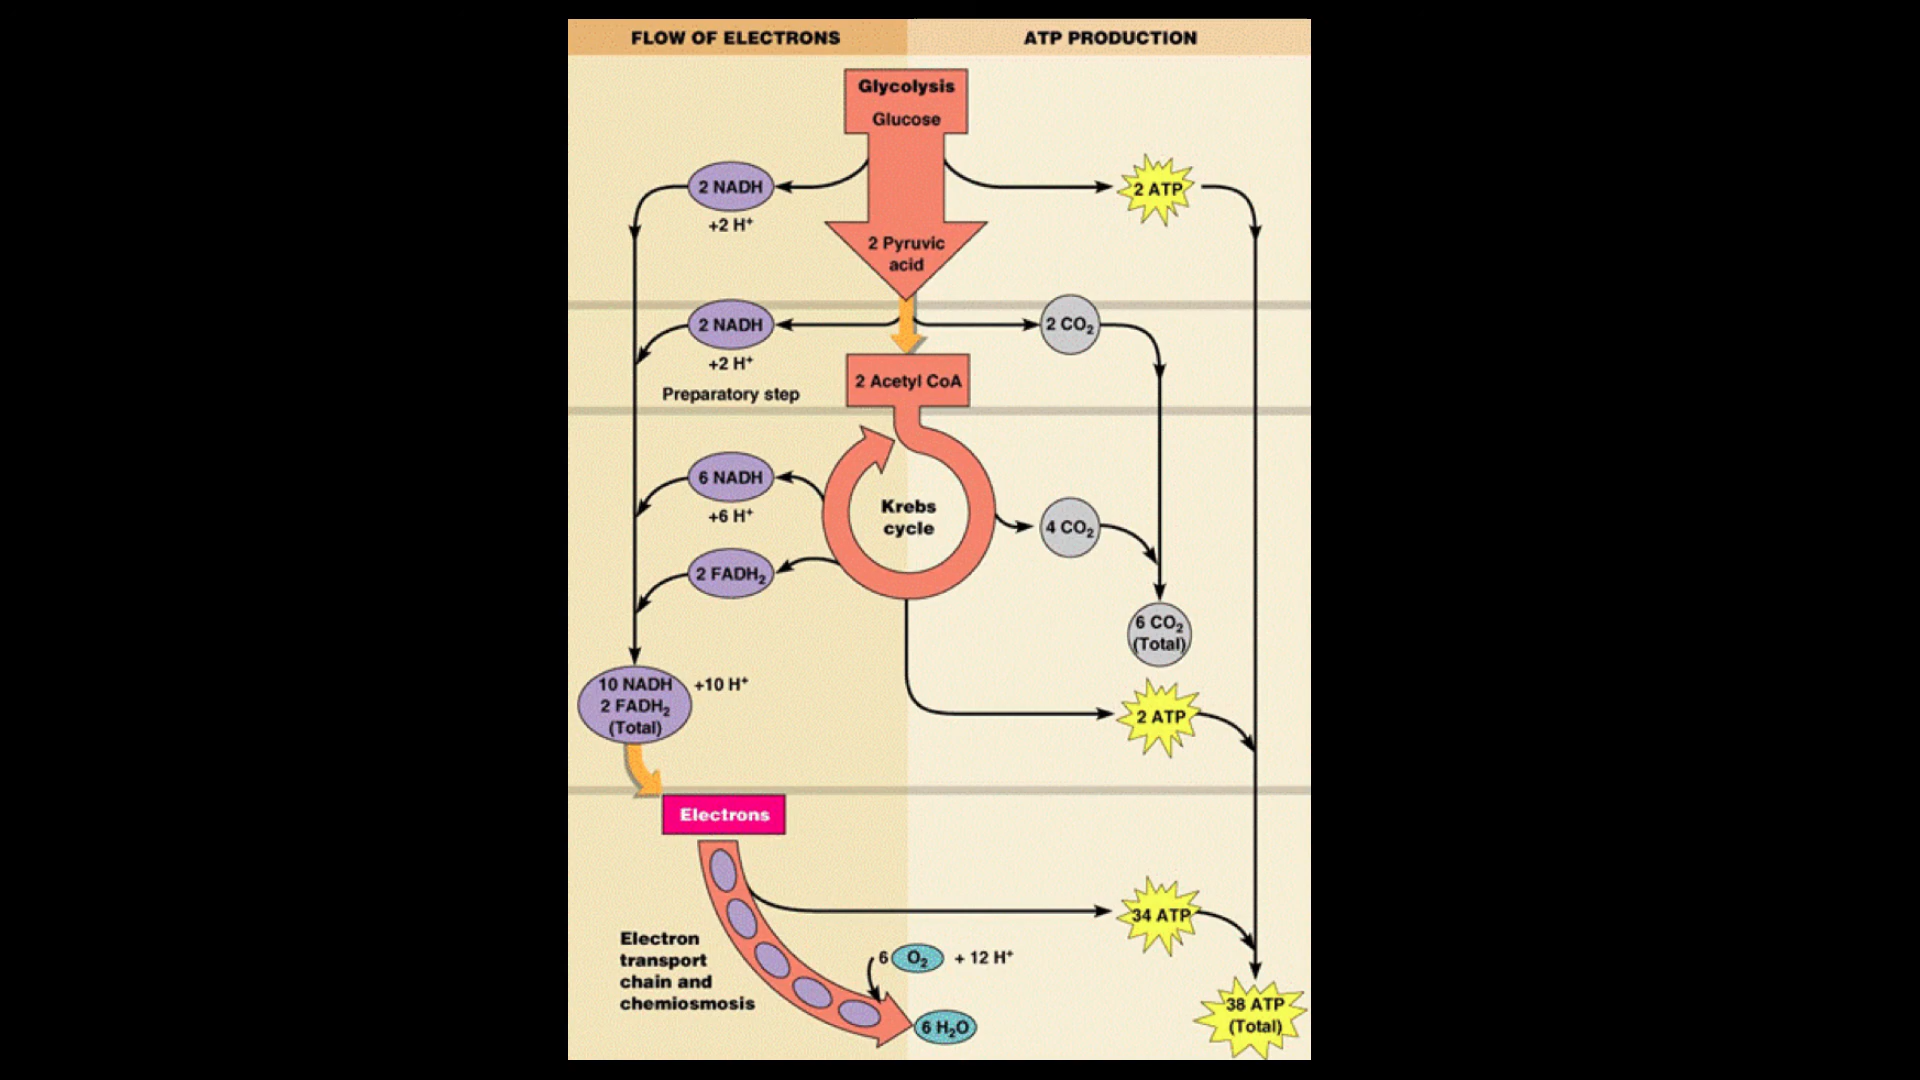 FLOW OF ELECTRONS
ATP PRODUCTION
Glycolysis
Glucose
2 NADH
+2 H⁺
2 ATP
2 Pyruvic
acid
2 NADH
+2 H⁺
2 CO₂
Preparatory step
2 Acetyl CoA
6 NADH
+6 H⁺
Krebs
cycle
4 CO₂
2 FADH₂
6 CO₂
(Total)
10 NADH
2 FADH₂
(Total)
+10 H⁺
2 ATP
Electrons
34 ATP
Electron
transport
chain and
chemiosmosis
6 O₂ + 12 H⁺
6 H₂O
38 ATP
(Total)